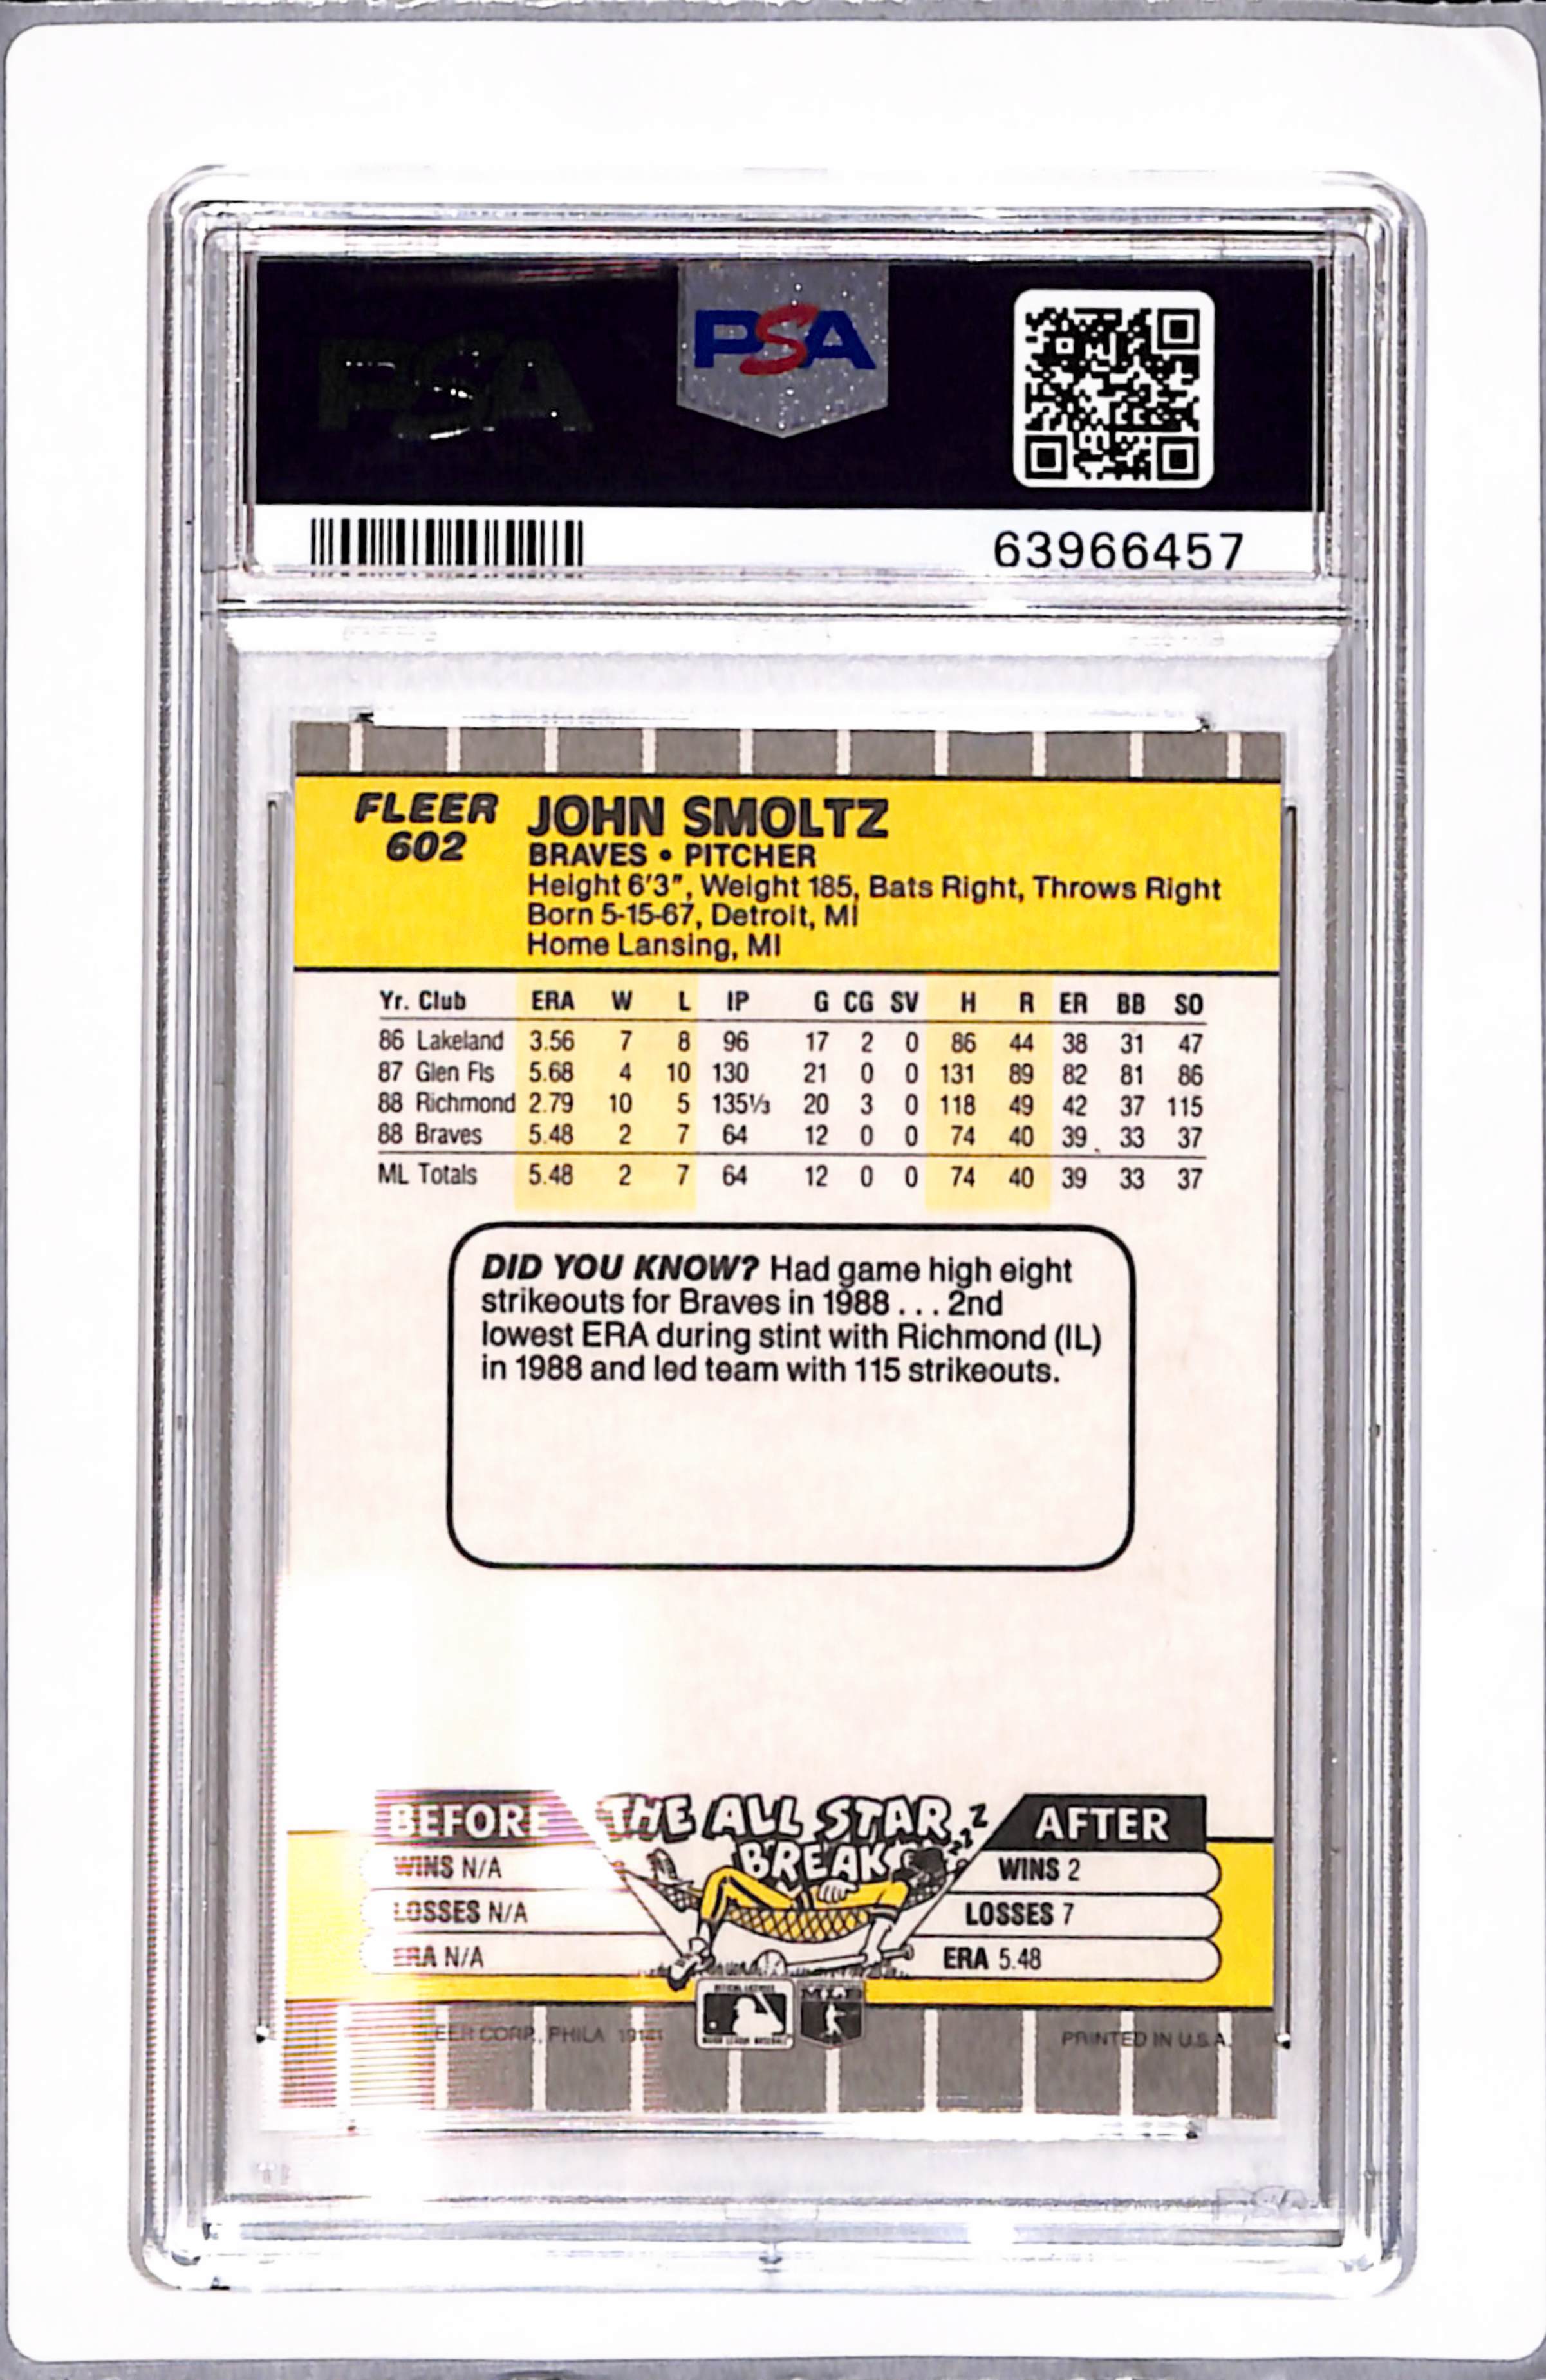 PSA
PSA
63966457
FLEER
602
JOHN SMOLTZ
BRAVES • PITCHER
Height 6'3", Weight 185, Bats Right, Throws Right
Born 5-15-67, Detroit, MI
Home Lansing, MI
Yr. Club ERA W L IP G CG SV H R ER BB SO
86 Lakeland 3.56 7 8 96 17 2 0 86 44 38 31 47
87 Glen Fls 5.68 4 10 130 21 0 0 131 89 82 81 86
88 Richmond 2.79 10 5 135⅓ 20 3 0 118 49 42 37 115
88 Braves 5.48 2 7 64 12 0 0 74 40 39 33 37
ML Totals 5.48 2 7 64 12 0 0 74 40 39 33 37
DID YOU KNOW? Had game high eight
strikeouts for Braves in 1988 . . . 2nd
lowest ERA during stint with Richmond (IL)
in 1988 and led team with 115 strikeouts.
BEFORE THE ALL STAR BREAK zzzZ AFTER
WINS N/A WINS 2
LOSSES N/A LOSSES 7
ERA N/A ERA 5.48
MLB
CORP., PHILA 19141 PRINTED IN U.S.A.
PSA